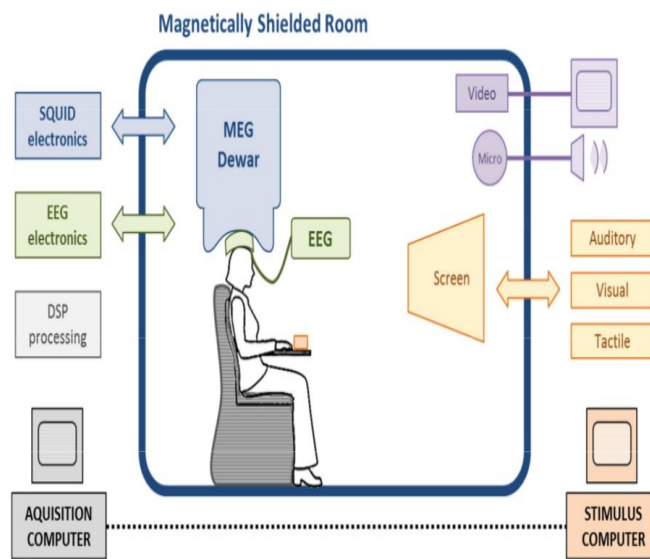 Magnetically Shielded Room
SQUID
electronics
MEG
Dewar
Video
Micro
EEG
electronics
EEG
Screen
Auditory
Visual
Tactile
DSP
processing
AQUISITION
COMPUTER
STIMULUS
COMPUTER